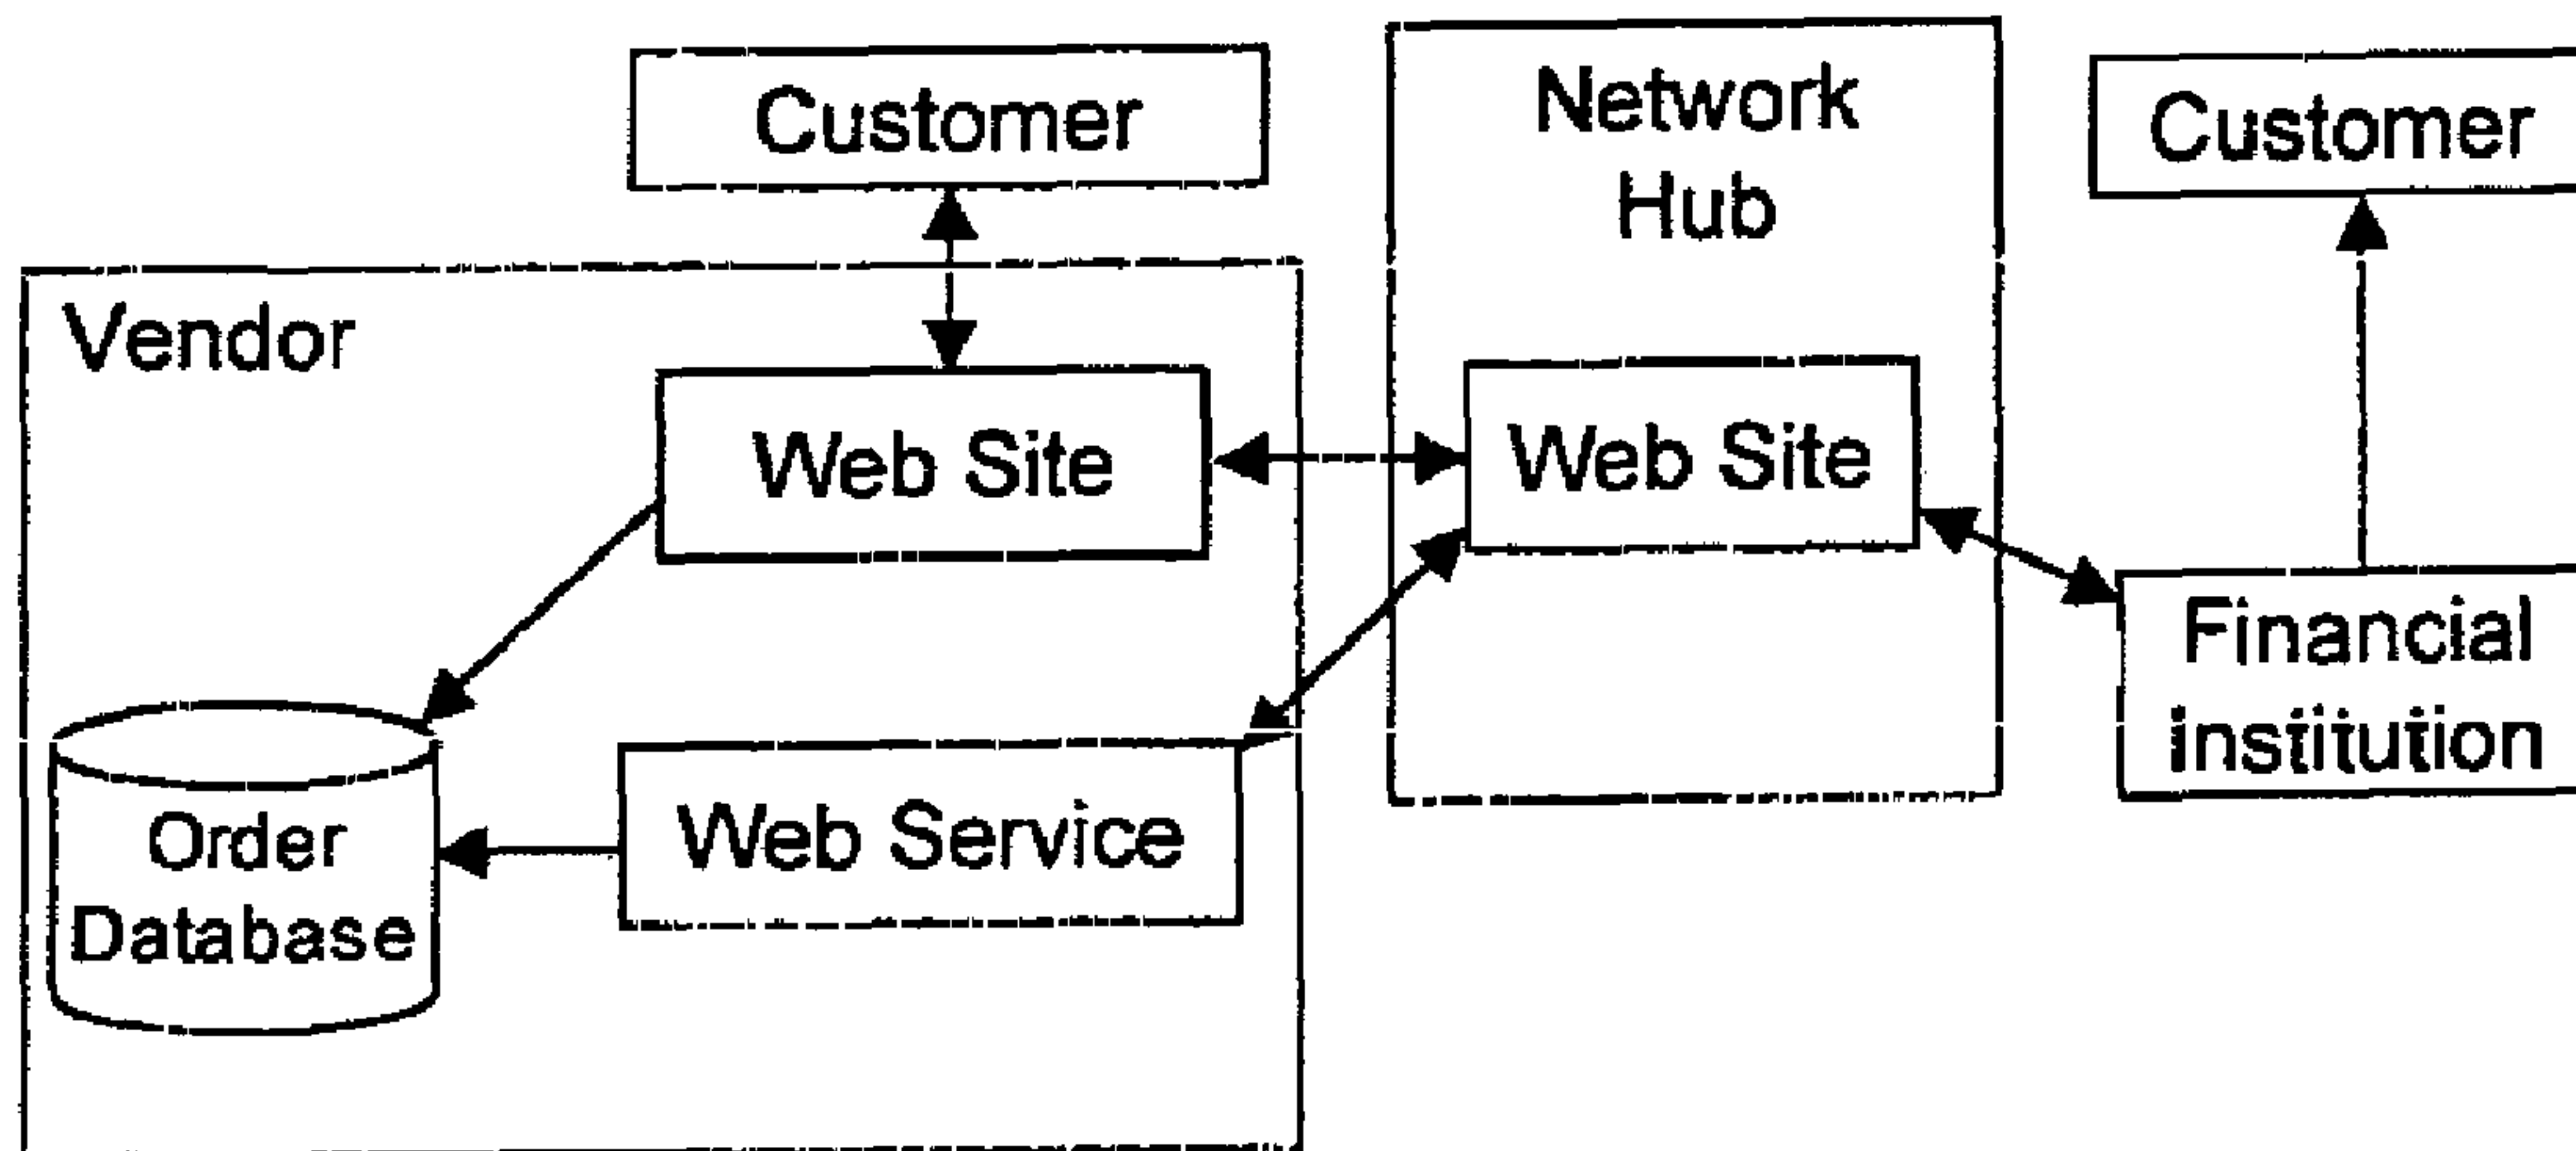 Customer
Network
Hub
Customer
Vendor
Web Site
Web Site
Financial
institution
Web Service
Order
Database